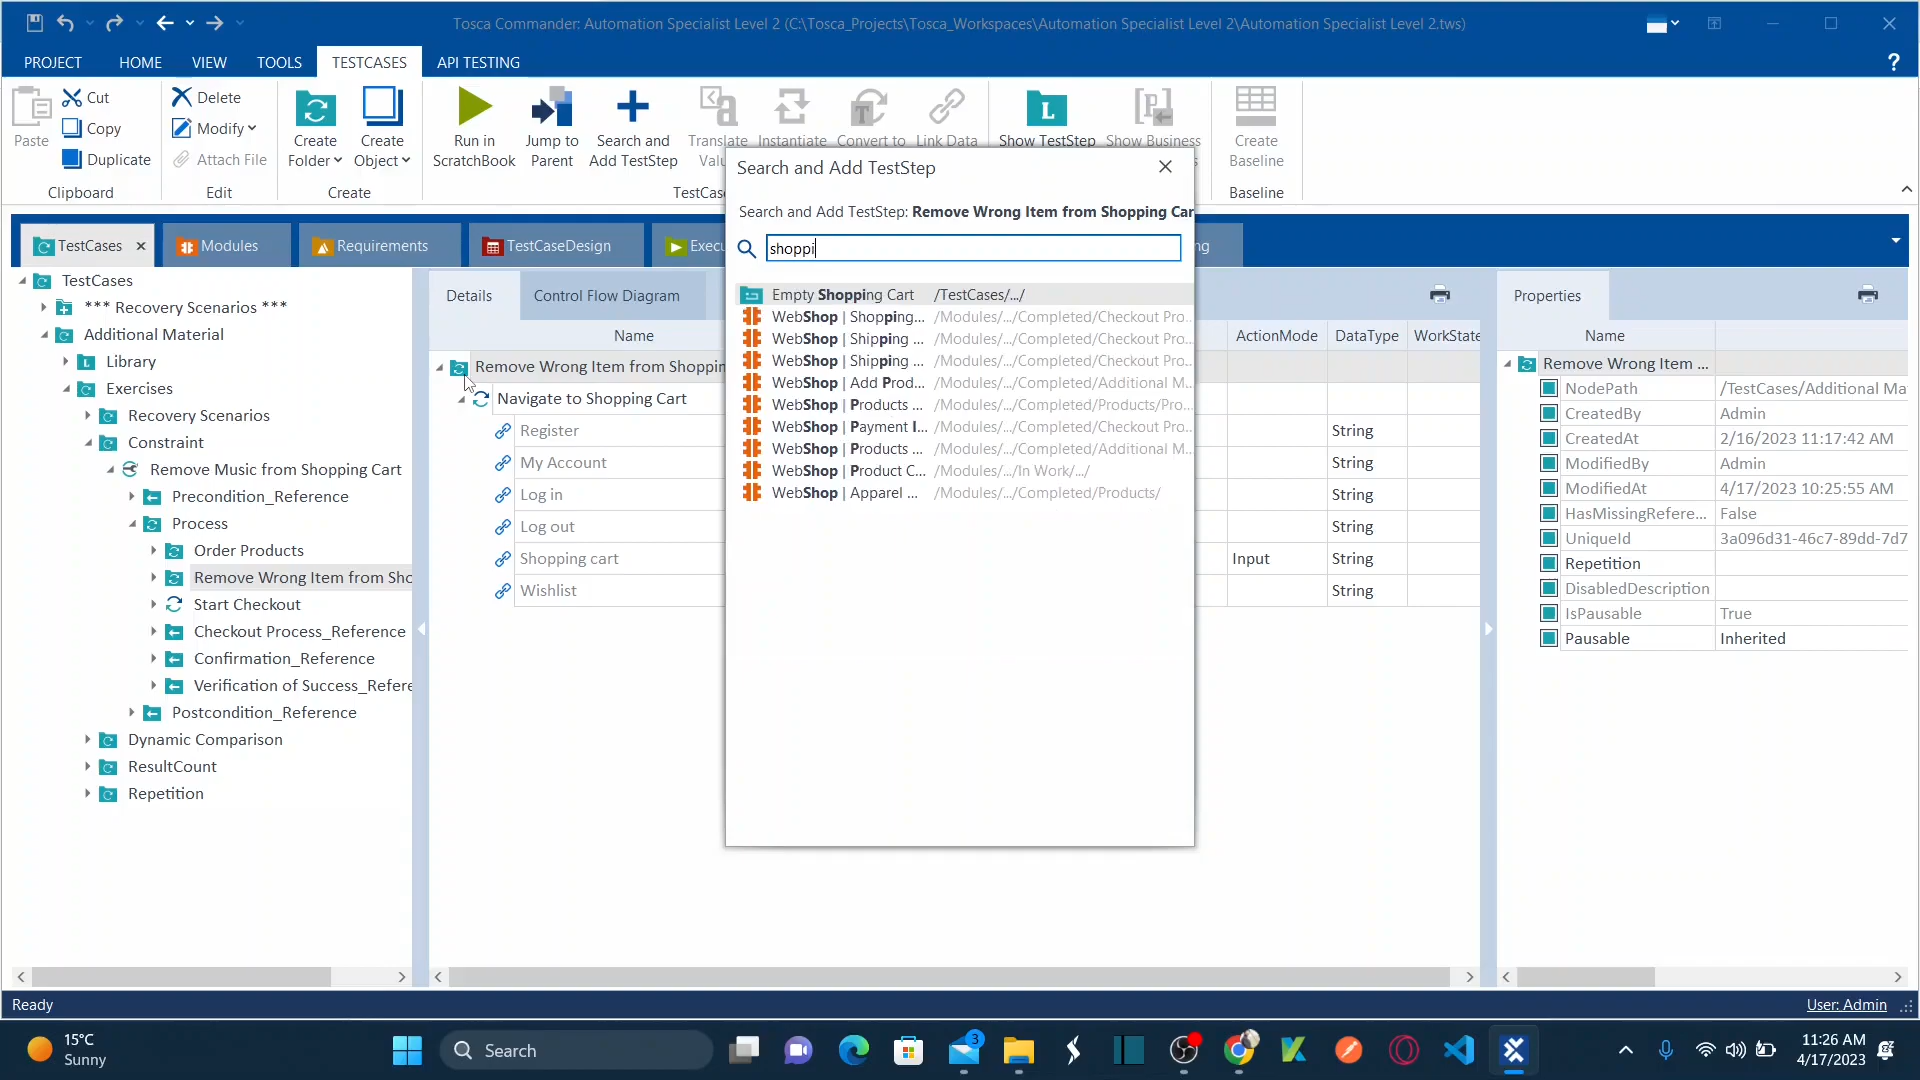 Tosca Commander: Automation Specialist Level 2 (C:\Tosca_Projects\Tosca_Workspaces\Automation Specialist Level 2\Automation Specialist Level 2.tws)
PROJECT HOME VIEW TOOLS TESTCASES API TESTING ?
Paste
Cut
Copy
Duplicate
Clipboard
Delete
Modify
Attach File
Edit
Create Folder
Create Object
Create
Run in ScratchBook
Jump to Parent
Search and Add TestStep
Translate
Instantiate
Convert to
Link Data
Show TestStep
Show Business
Create Baseline
Baseline
TestCases
Modules
Requirements
TestCaseDesign
TestCases
*** Recovery Scenarios ***
Additional Material
Library
Exercises
Recovery Scenarios
Constraint
Remove Music from Shopping Cart
Precondition_Reference
Process
Order Products
Remove Wrong Item from Sho
Start Checkout
Checkout Process_Reference
Confirmation_Reference
Verification of Success_Refere
Postcondition_Reference
Dynamic Comparison
ResultCount
Repetition
Details Control Flow Diagram
Name ActionMode DataType WorkState
Remove Wrong Item from Shoppin
Navigate to Shopping Cart
Register String
My Account String
Log in String
Log out String
Shopping cart Input String
Wishlist String
Search and Add TestStep
Search and Add TestStep: Remove Wrong Item from Shopping Car
shoppi
Empty Shopping Cart /TestCases/.../
WebShop | Shopping... /Modules/.../Completed/Checkout Pro...
WebShop | Shipping ... /Modules/.../Completed/Checkout Pro...
WebShop | Shipping ... /Modules/.../Completed/Checkout Pro...
WebShop | Add Prod... /Modules/.../Completed/Additional M...
WebShop | Products ... /Modules/.../Completed/Products/Pro...
WebShop | Payment I... /Modules/.../Completed/Checkout Pro...
WebShop | Products ... /Modules/.../Completed/Additional M...
WebShop | Product C... /Modules/.../In Work/.../
WebShop | Apparel ... /Modules/.../Completed/Products/
Properties
Name
Remove Wrong Item ...
NodePath /TestCases/Additional Ma
CreatedBy Admin
CreatedAt 2/16/2023 11:17:42 AM
ModifiedBy Admin
ModifiedAt 4/17/2023 10:25:55 AM
HasMissingRefere... False
UniqueId 3a096d31-46c7-89dd-7d7
Repetition
DisabledDescription
IsPausable True
Pausable Inherited
Ready
User: Admin
15°C
Sunny
Search
3
11:26 AM
4/17/2023